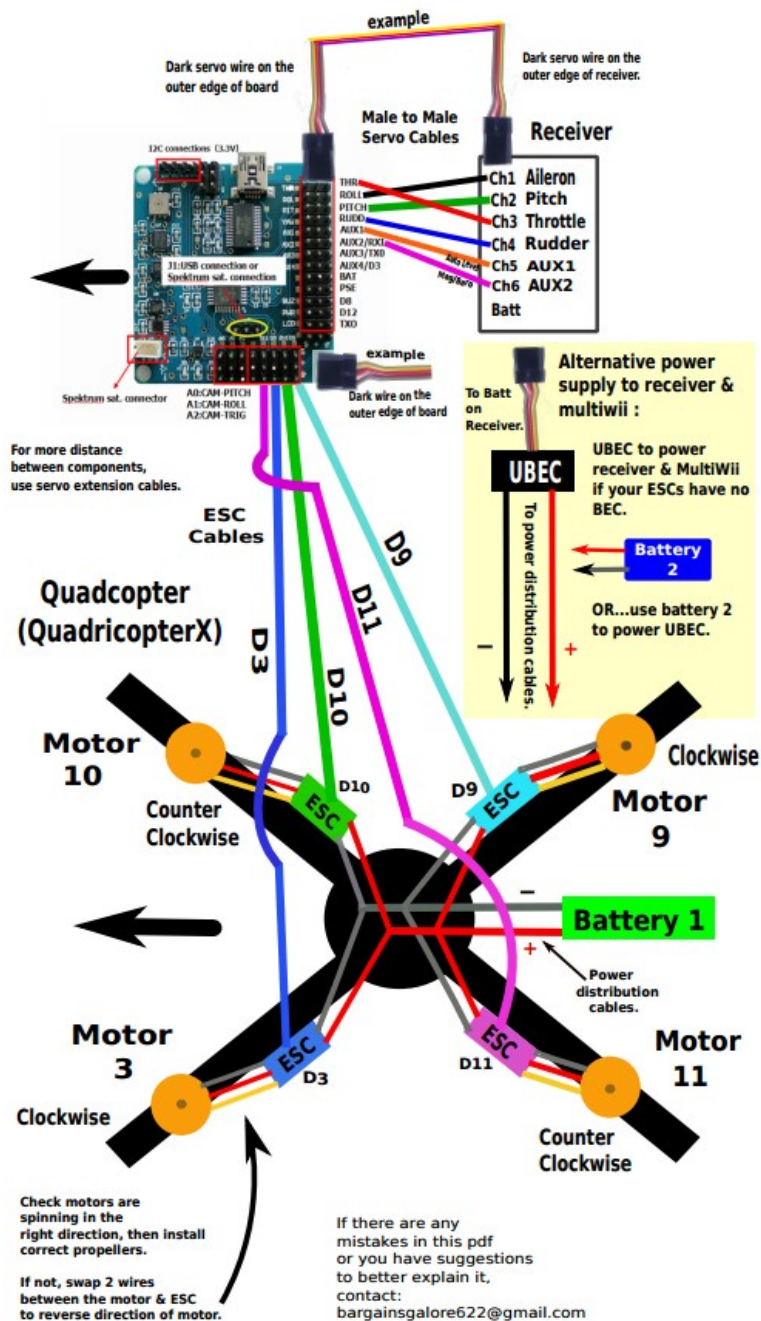 example
Dark servo wire on the
outer edge of board
Dark servo wire on the
outer edge of receiver.
Male to Male
Servo Cables
Receiver
I2C connections (3.3V)
J1:USB connection or
Spektrum sat. connection
Spektrum sat. connector
THR
ROLL
PITCH
RUDD
AUX1
AUX2/RX1
AUX3/TX0
AUX4/D3
BAT
PSE
D8
D12
TXO
Ch1 Aileron
Ch2 Pitch
Ch3 Throttle
Ch4 Rudder
Ch5 AUX1
Ch6 AUX2
Batt
Auto Level
Mag/Baro
A0:CAM-PITCH
A1:CAM-ROLL
A2:CAM-TRIG
example
Dark wire on the
outer edge of board
For more distance
between components,
use servo extension cables.
Alternative power
supply to receiver &
multiwii :
To Batt
on
Receiver.
UBEC
UBEC to power
receiver & MultiWii
if your ESCs have no
BEC.
To power distribution cables.
Battery
2
OR...use battery 2
to power UBEC.
−
+
ESC
Cables
D3
D10
D11
D9
Quadcopter
(QuadricopterX)
Motor
10
Counter
Clockwise
D10
ESC
D9
ESC
Clockwise
Motor
9
−
Battery 1
+
Power
distribution
cables.
Motor
3
Clockwise
ESC
D3
D11
ESC
Motor
11
Counter
Clockwise
Check motors are
spinning in the
right direction, then install
correct propellers.
If not, swap 2 wires
between the motor & ESC
to reverse direction of motor.
If there are any
mistakes in this pdf
or you have suggestions
to better explain it,
contact:
bargainsgalore622@gmail.com